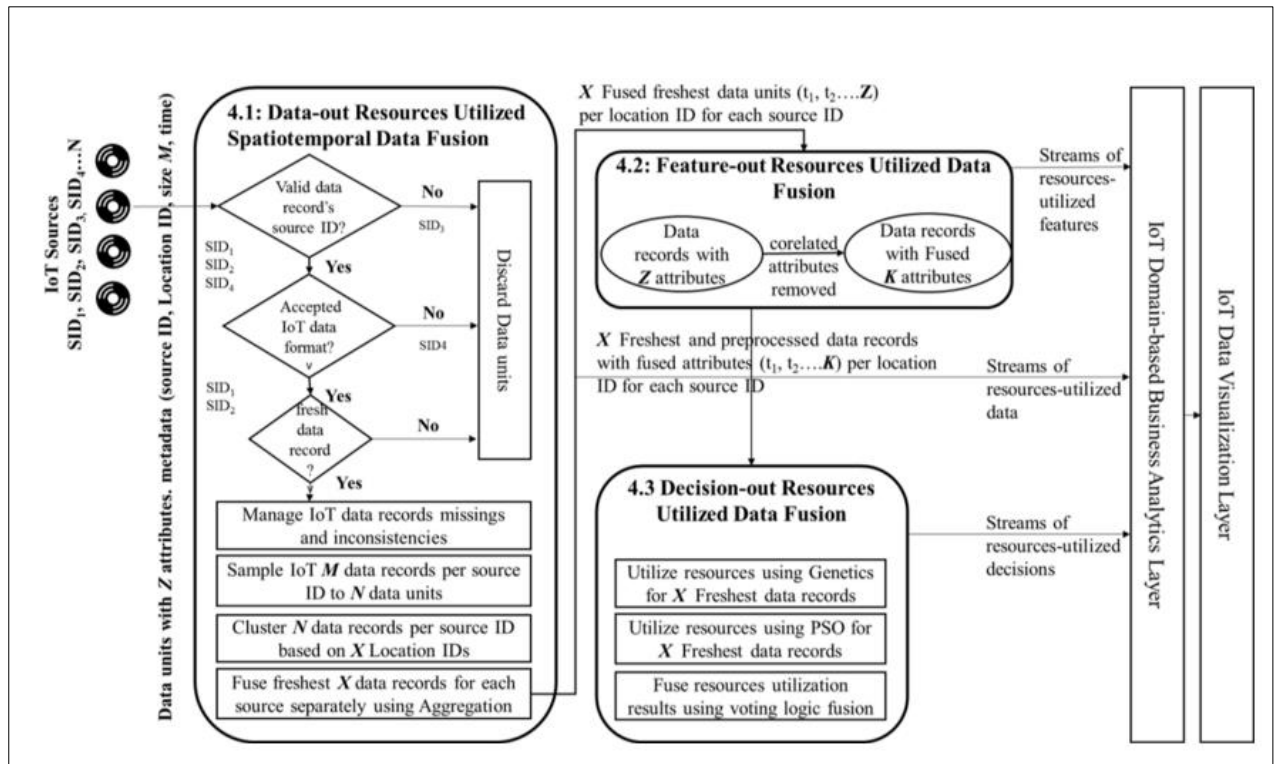 IoT Sources
SID₁, SID₂, SID₃, SID₄...N
Data units with Z attributes. metadata (source ID, Location ID, size M, time)
4.1: Data-out Resources Utilized
Spatiotemporal Data Fusion
Valid data
record's
source ID?
No
SID₃
SID₁
SID₂
SID₄
Yes
Accepted
IoT data
format?
v
No
SID4
SID₁
SID₂
Yes
fresh
data
record
?
No
Yes
Discard Data units
Manage IoT data records missings
and inconsistencies
Sample IoT M data records per source
ID to N data units
Cluster N data records per source ID
based on X Location IDs
Fuse freshest X data records for each
source separately using Aggregation
X Fused freshest data units (t₁, t₂....Z)
per location ID for each source ID
4.2: Feature-out Resources Utilized Data
Fusion
Data
records with
Z attributes
corelated
attributes
removed
Data records
with Fused
K attributes
X Freshest and preprocessed data records
with fused attributes (t₁, t₂....K) per location
ID for each source ID
4.3 Decision-out Resources
Utilized Data Fusion
Utilize resources using Genetics
for X Freshest data records
Utilize resources using PSO for
X Freshest data records
Fuse resources utilization
results using voting logic fusion
Streams of
resources-
utilized
features
Streams of
resources-utilized
data
Streams of
resources-utilized
decisions
IoT Domain-based Business Analytics Layer
IoT Data Visualization Layer